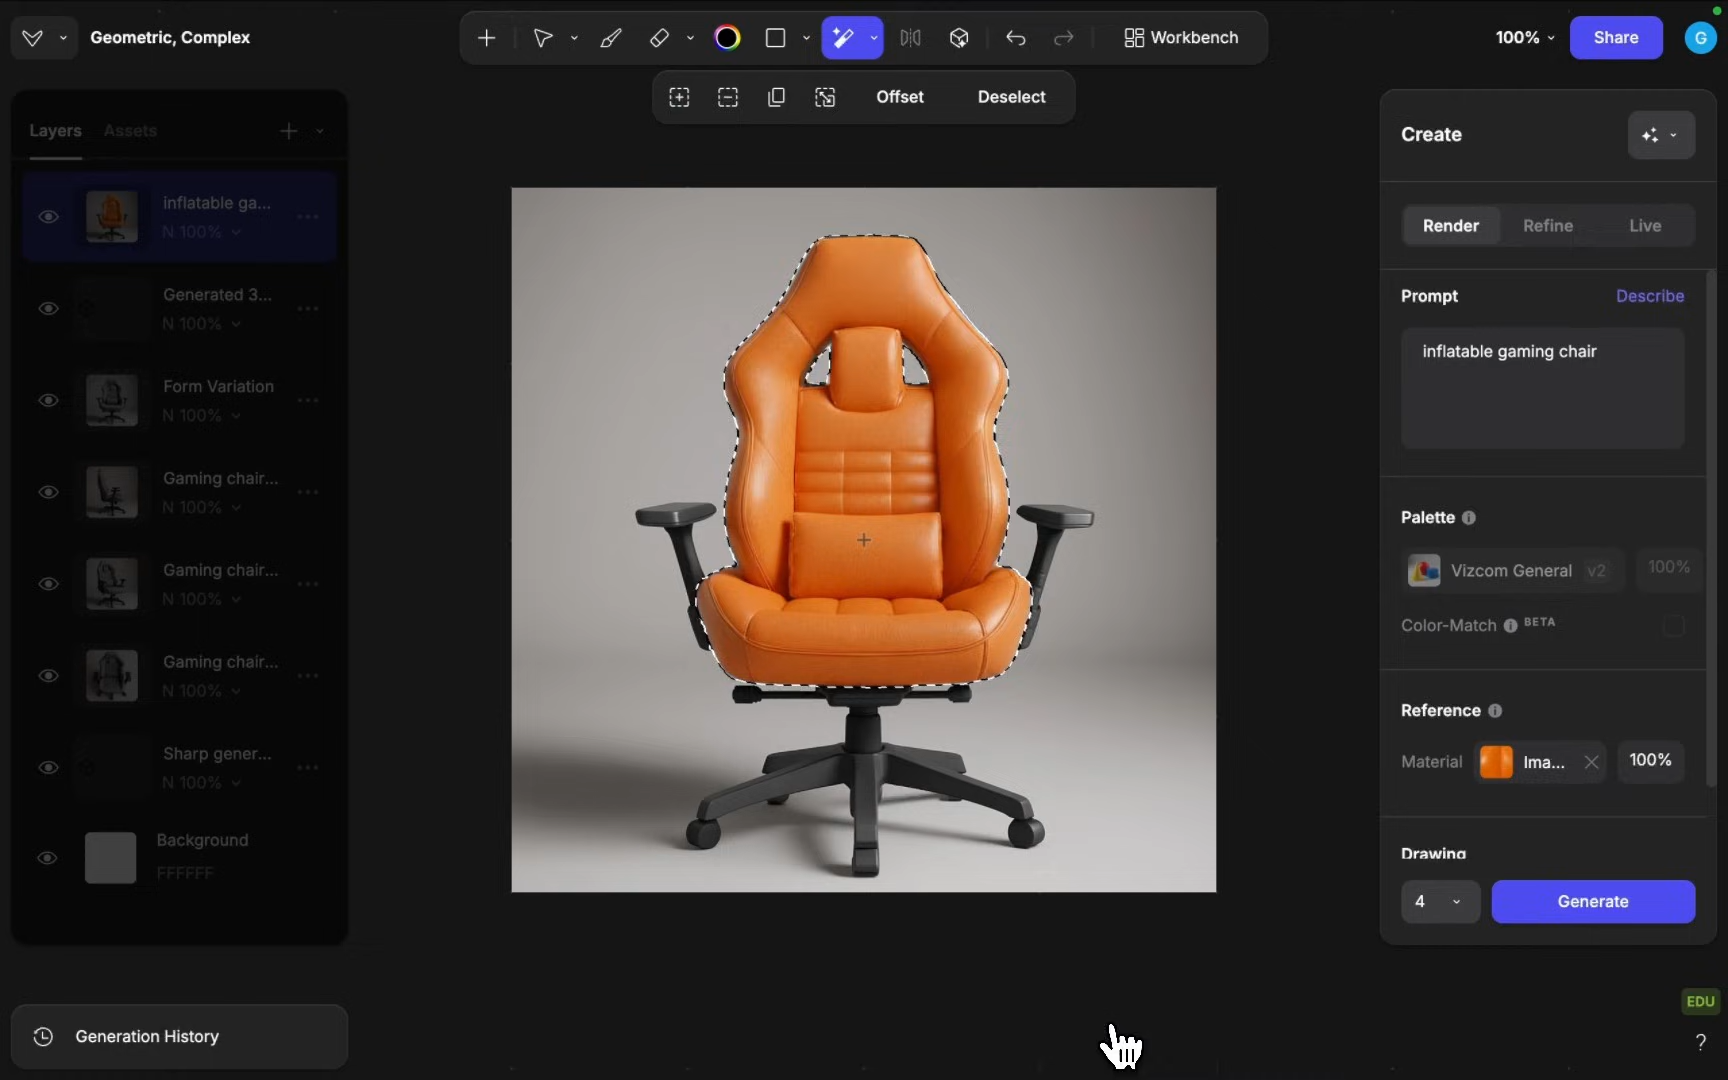 Geometric, Complex
Workbench
100%
Share
G
Offset
Deselect
Layers
Assets
inflatable ga...
N 100%
Generated 3...
N 100%
Form Variation
N 100%
Gaming chair...
N 100%
Gaming chair...
N 100%
Gaming chair...
N 100%
Sharp gener...
N 100%
Background
FFFFFF
Generation History
Create
Render
Refine
Live
Prompt
Describe
inflatable gaming chair
Palette
Vizcom General v2
100%
Color-Match BETA
Reference
Material
Ima...
100%
Drawing
4
Generate
EDU
?